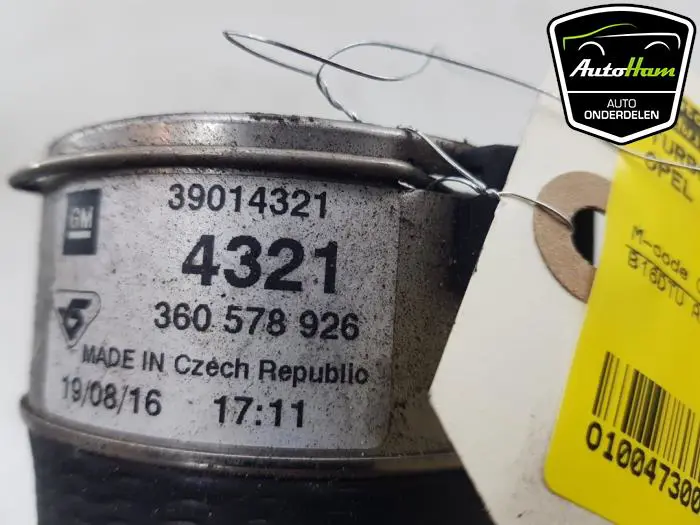 AutoHam
AUTO
ONDERDELEN
GM
39014321
4321
360 578 926
MADE IN Czech Republic
19/08/16 17:11
OPEL
M-Code
B16DTU R
010047300